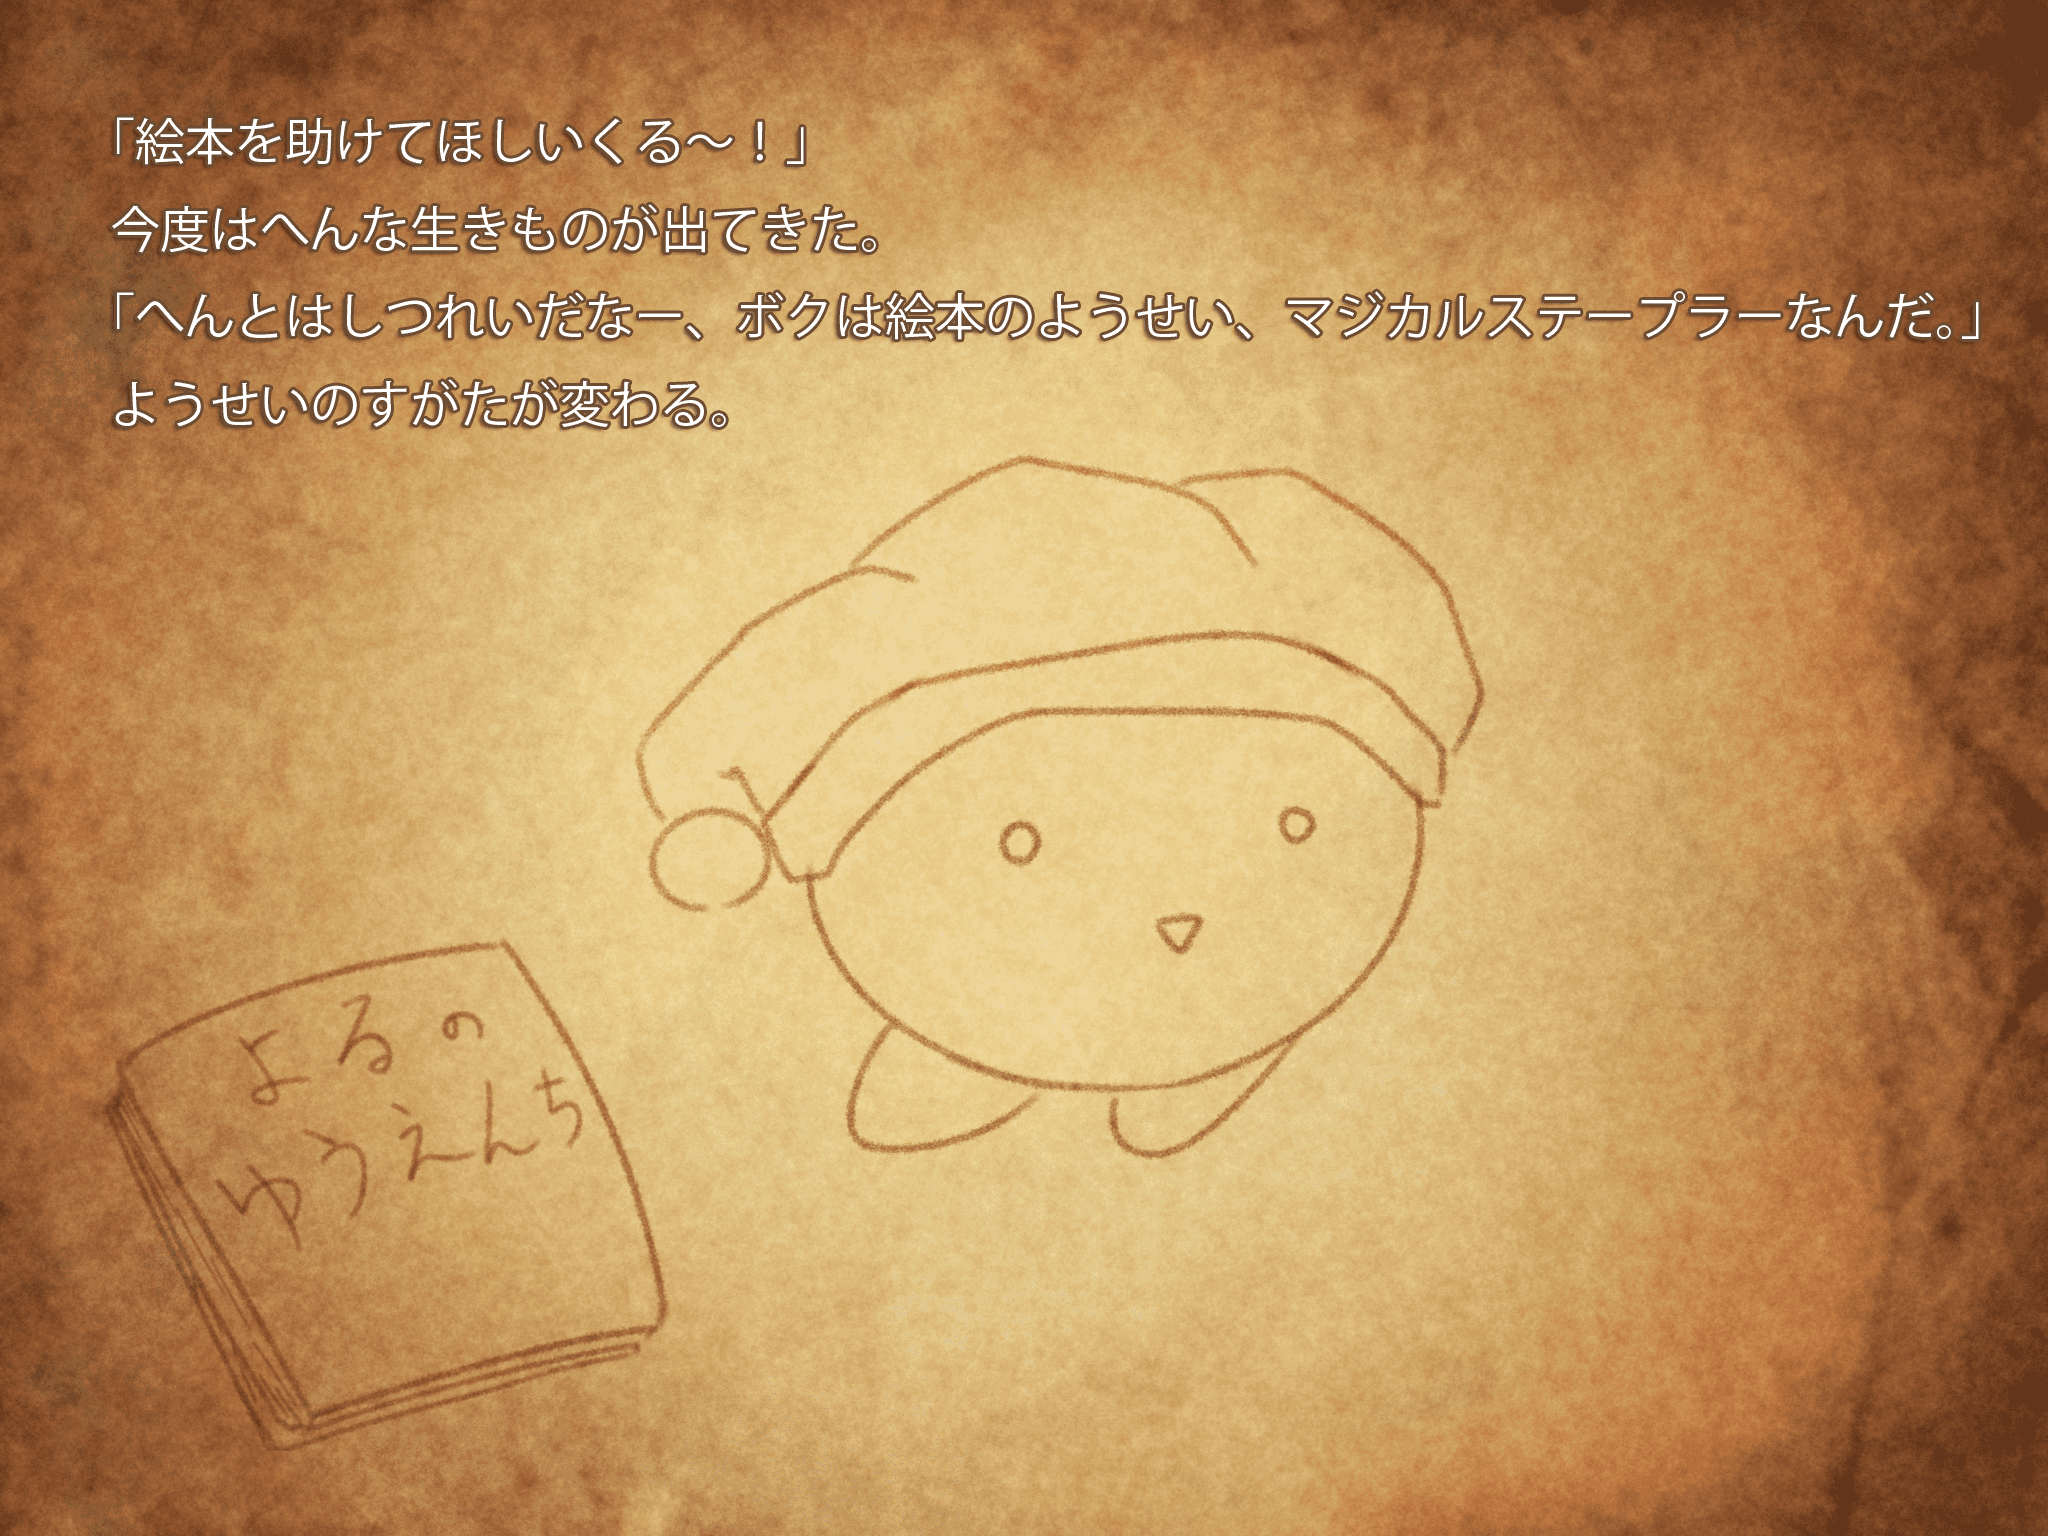 「絵本を助けてほしいくる～！」
今度はへんな生きものが出てきた。
「へんとはしつれいだなー、ボクは絵本のようせい、マジカルステープラーなんだ。」
ようせいのすがたが変わる。
よるの
ゆうえんち